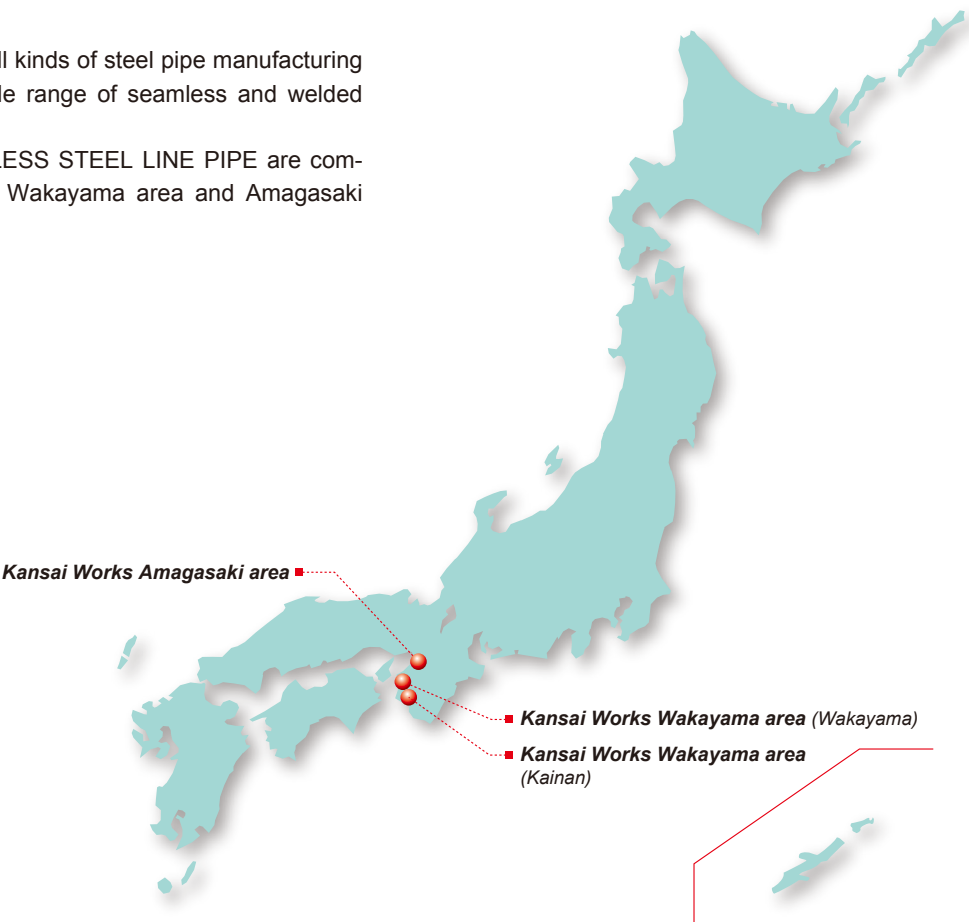 ll kinds of steel pipe manufacturing
le range of seamless and welded
LESS STEEL LINE PIPE are com-
Wakayama area and Amagasaki
Kansai Works Amagasaki area
Kansai Works Wakayama area (Wakayama)
Kansai Works Wakayama area
(Kainan)